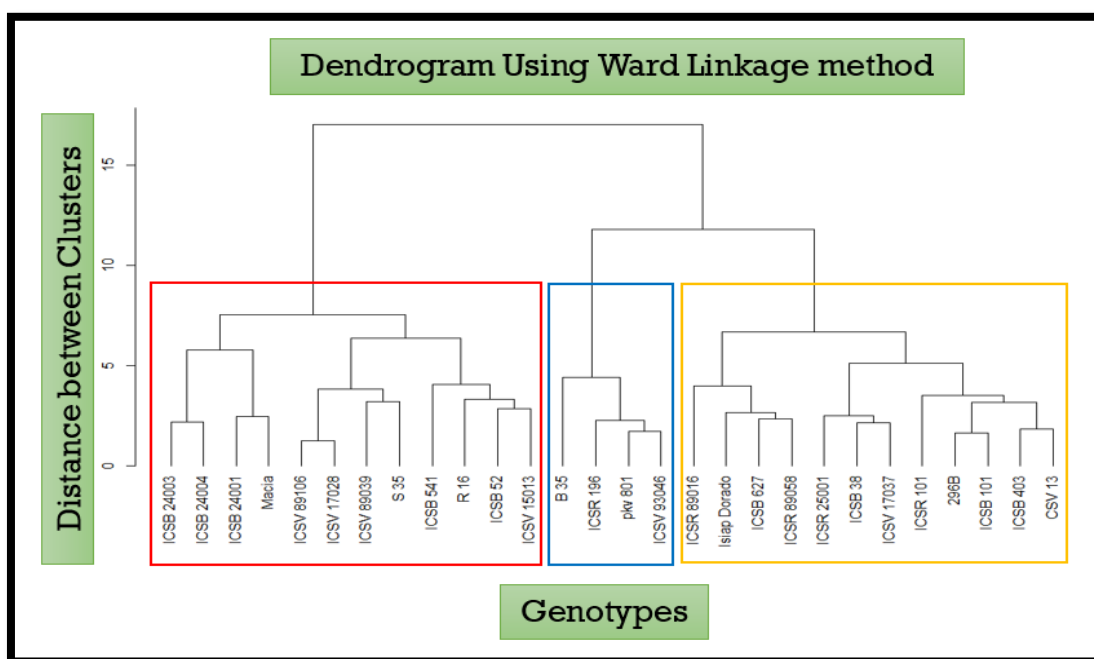 Dendrogram Using Ward Linkage method
Distance between Clusters
15
10
5
0
ICSB 24003
ICSB 24004
ICSB 24001
Macia
ICSV 89106
ICSV 17028
ICSV 89039
S 35
ICSB 541
R 16
ICSB 52
ICSV 15013
B 35
ICSR 196
pkv 801
ICSV 93046
ICSR 89016
Isiap Dorado
ICSB 627
ICSR 89058
ICSR 25001
ICSB 38
ICSV 17037
ICSR 101
296B
ICSB 101
ICSB 403
CSV 13
Genotypes